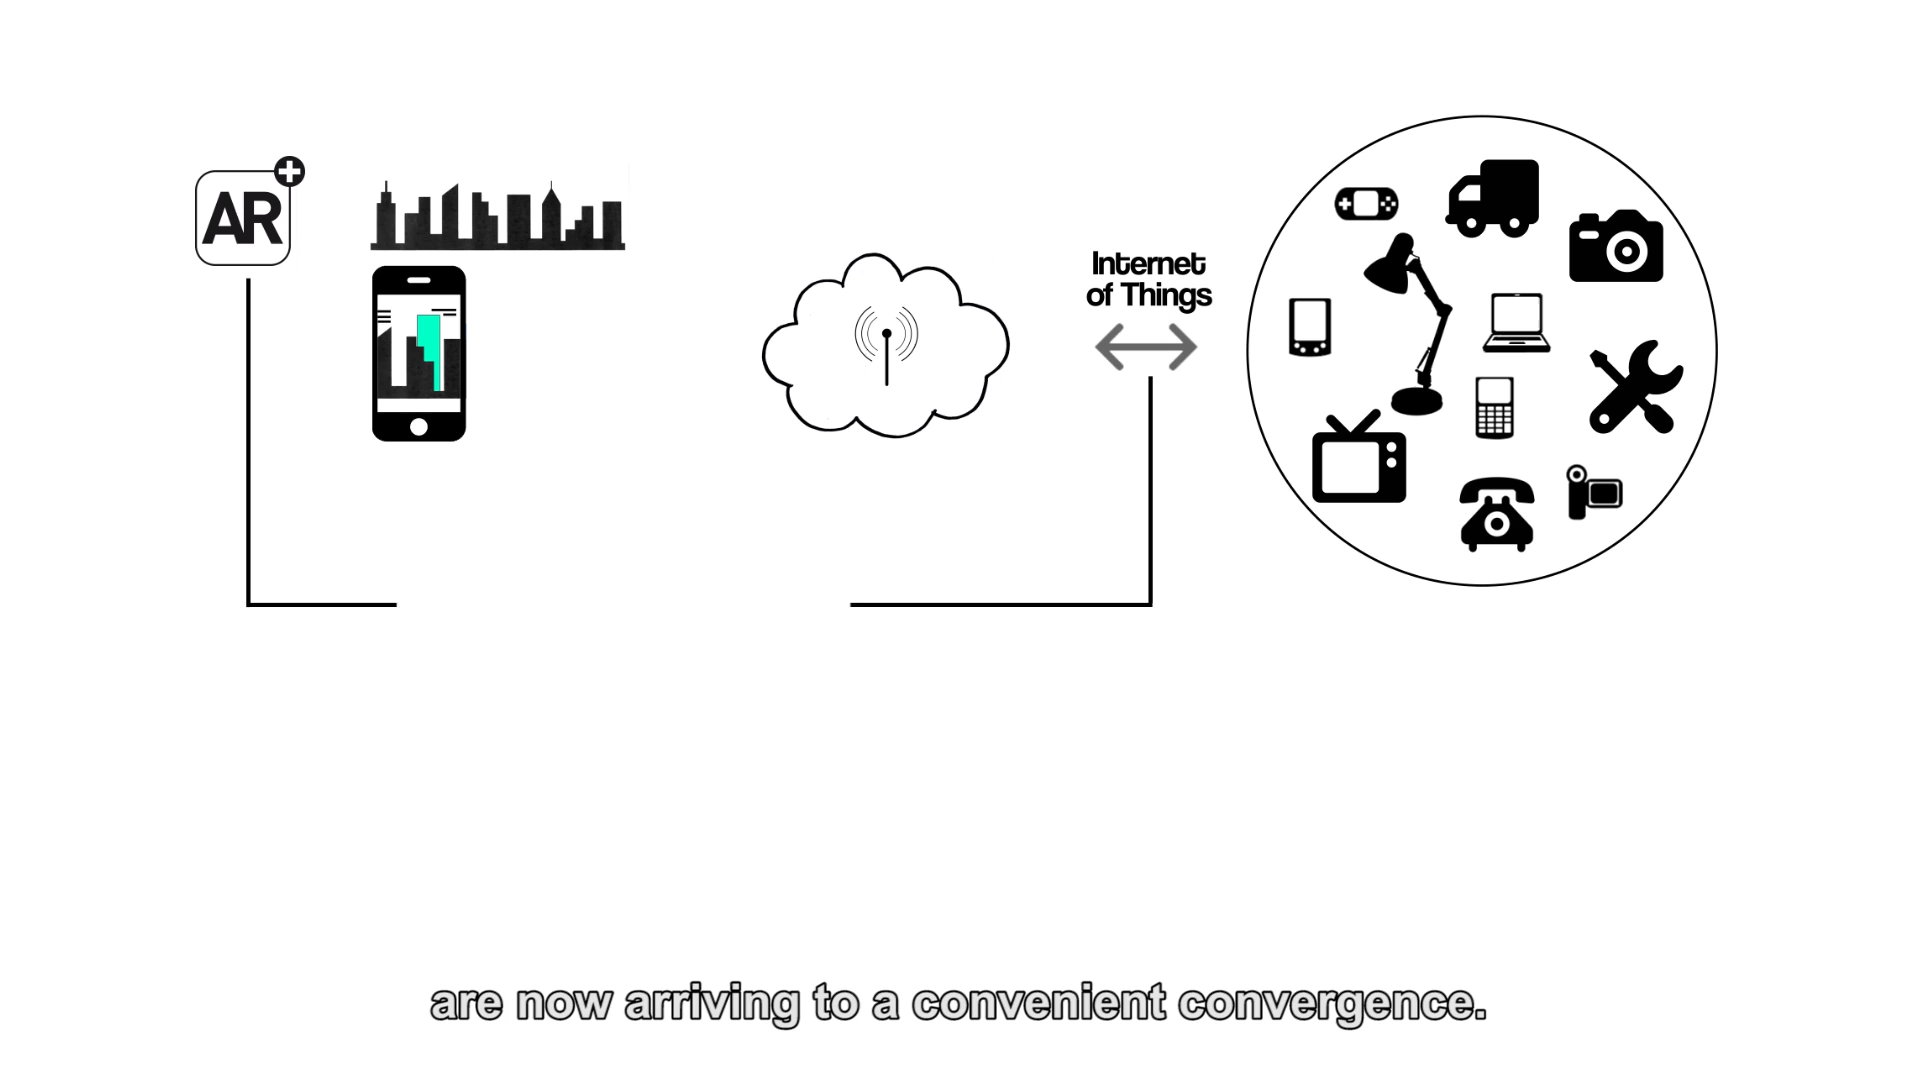 AR
Internet
of Things
are now arriving to a convenient convergence.